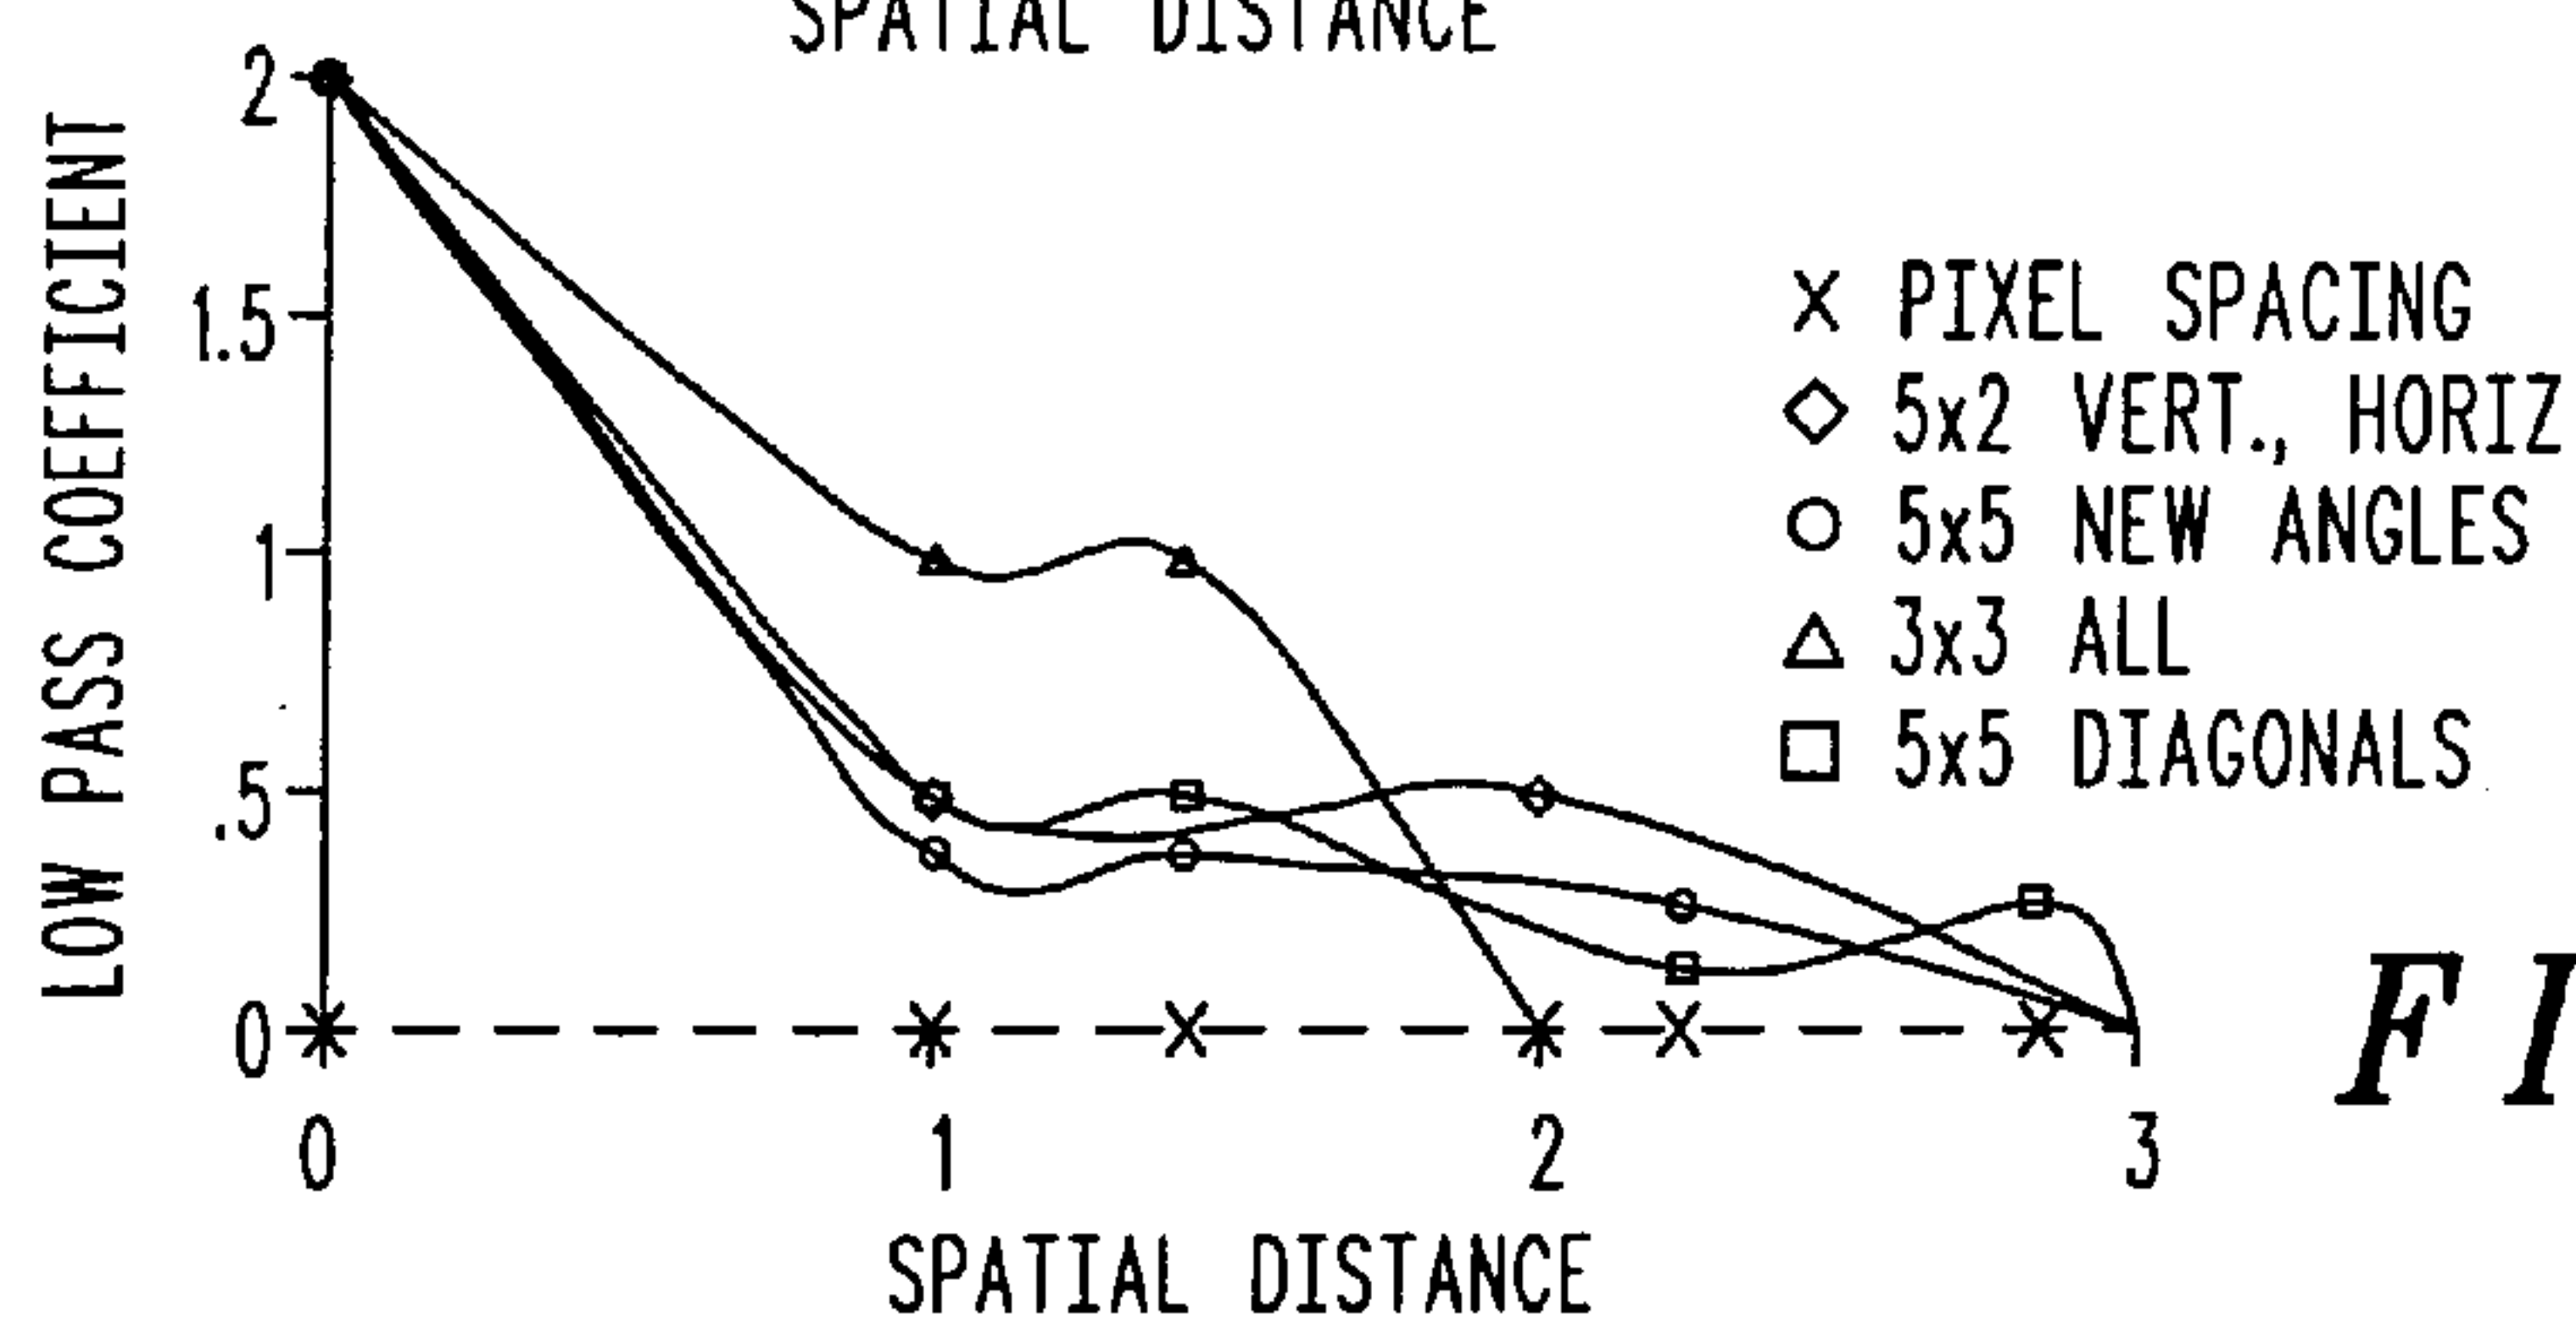 SPATIAL DISTANCE
LOW PASS COEFFICIENT
2
1.5
1
.5
0
X PIXEL SPACING
◇ 5x2 VERT., HORIZ
○ 5x5 NEW ANGLES
△ 3x3 ALL
□ 5x5 DIAGONALS
0 1 2 3
SPATIAL DISTANCE
FI